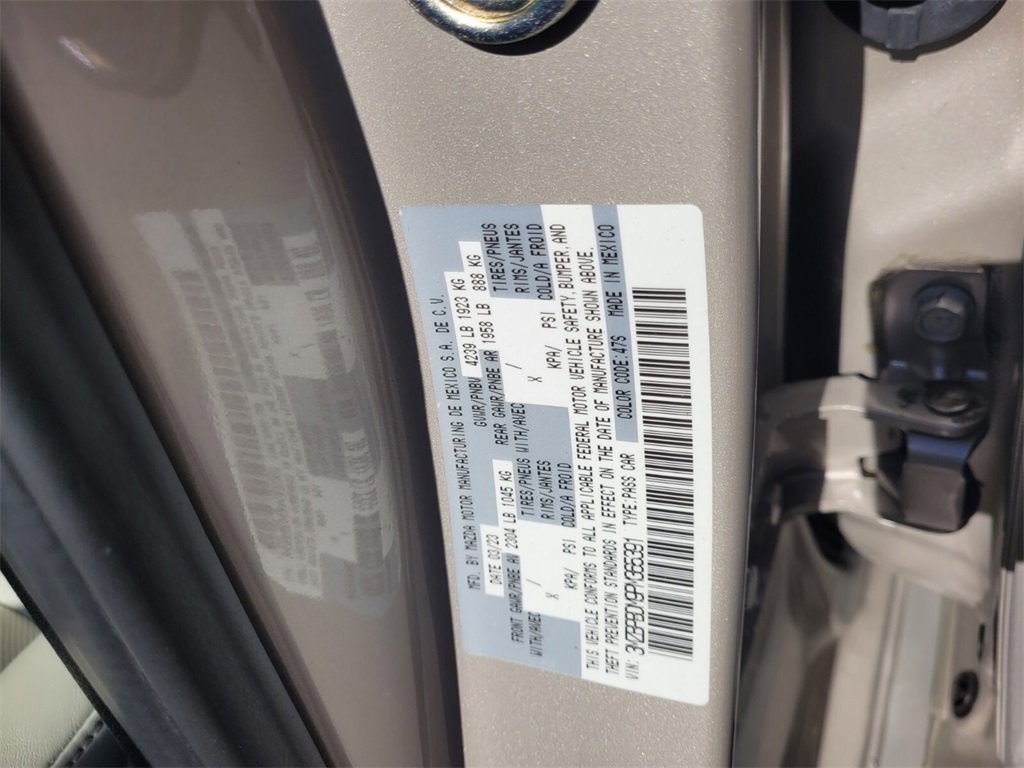 MFD. BY MAZDA MOTOR MANUFACTURING DE MEXICO S.A. DE C.V.
DATE 03/23 GVWR/PNBV 4239 LB 1923 KG
FRONT GAWR/PNBE AV 2304 LB 1045 KG REAR GAWR/PNBE AR 1958 LB 888 KG
WITH/AVEC / TIRES/PNEUS WITH/AVEC / TIRES/PNEUS
X RIMS/JANTES X RIMS/JANTES
KPA/ PSI COLD/A FROID KPA/ PSI COLD/A FROID
THIS VEHICLE CONFORMS TO ALL APPLICABLE FEDERAL MOTOR VEHICLE SAFETY, BUMPER, AND
THEFT PREVENTION STANDARDS IN EFFECT ON THE DATE OF MANUFACTURE SHOWN ABOVE.
VIN: TYPE:PASS CAR COLOR CODE:47S MADE IN MEXICO